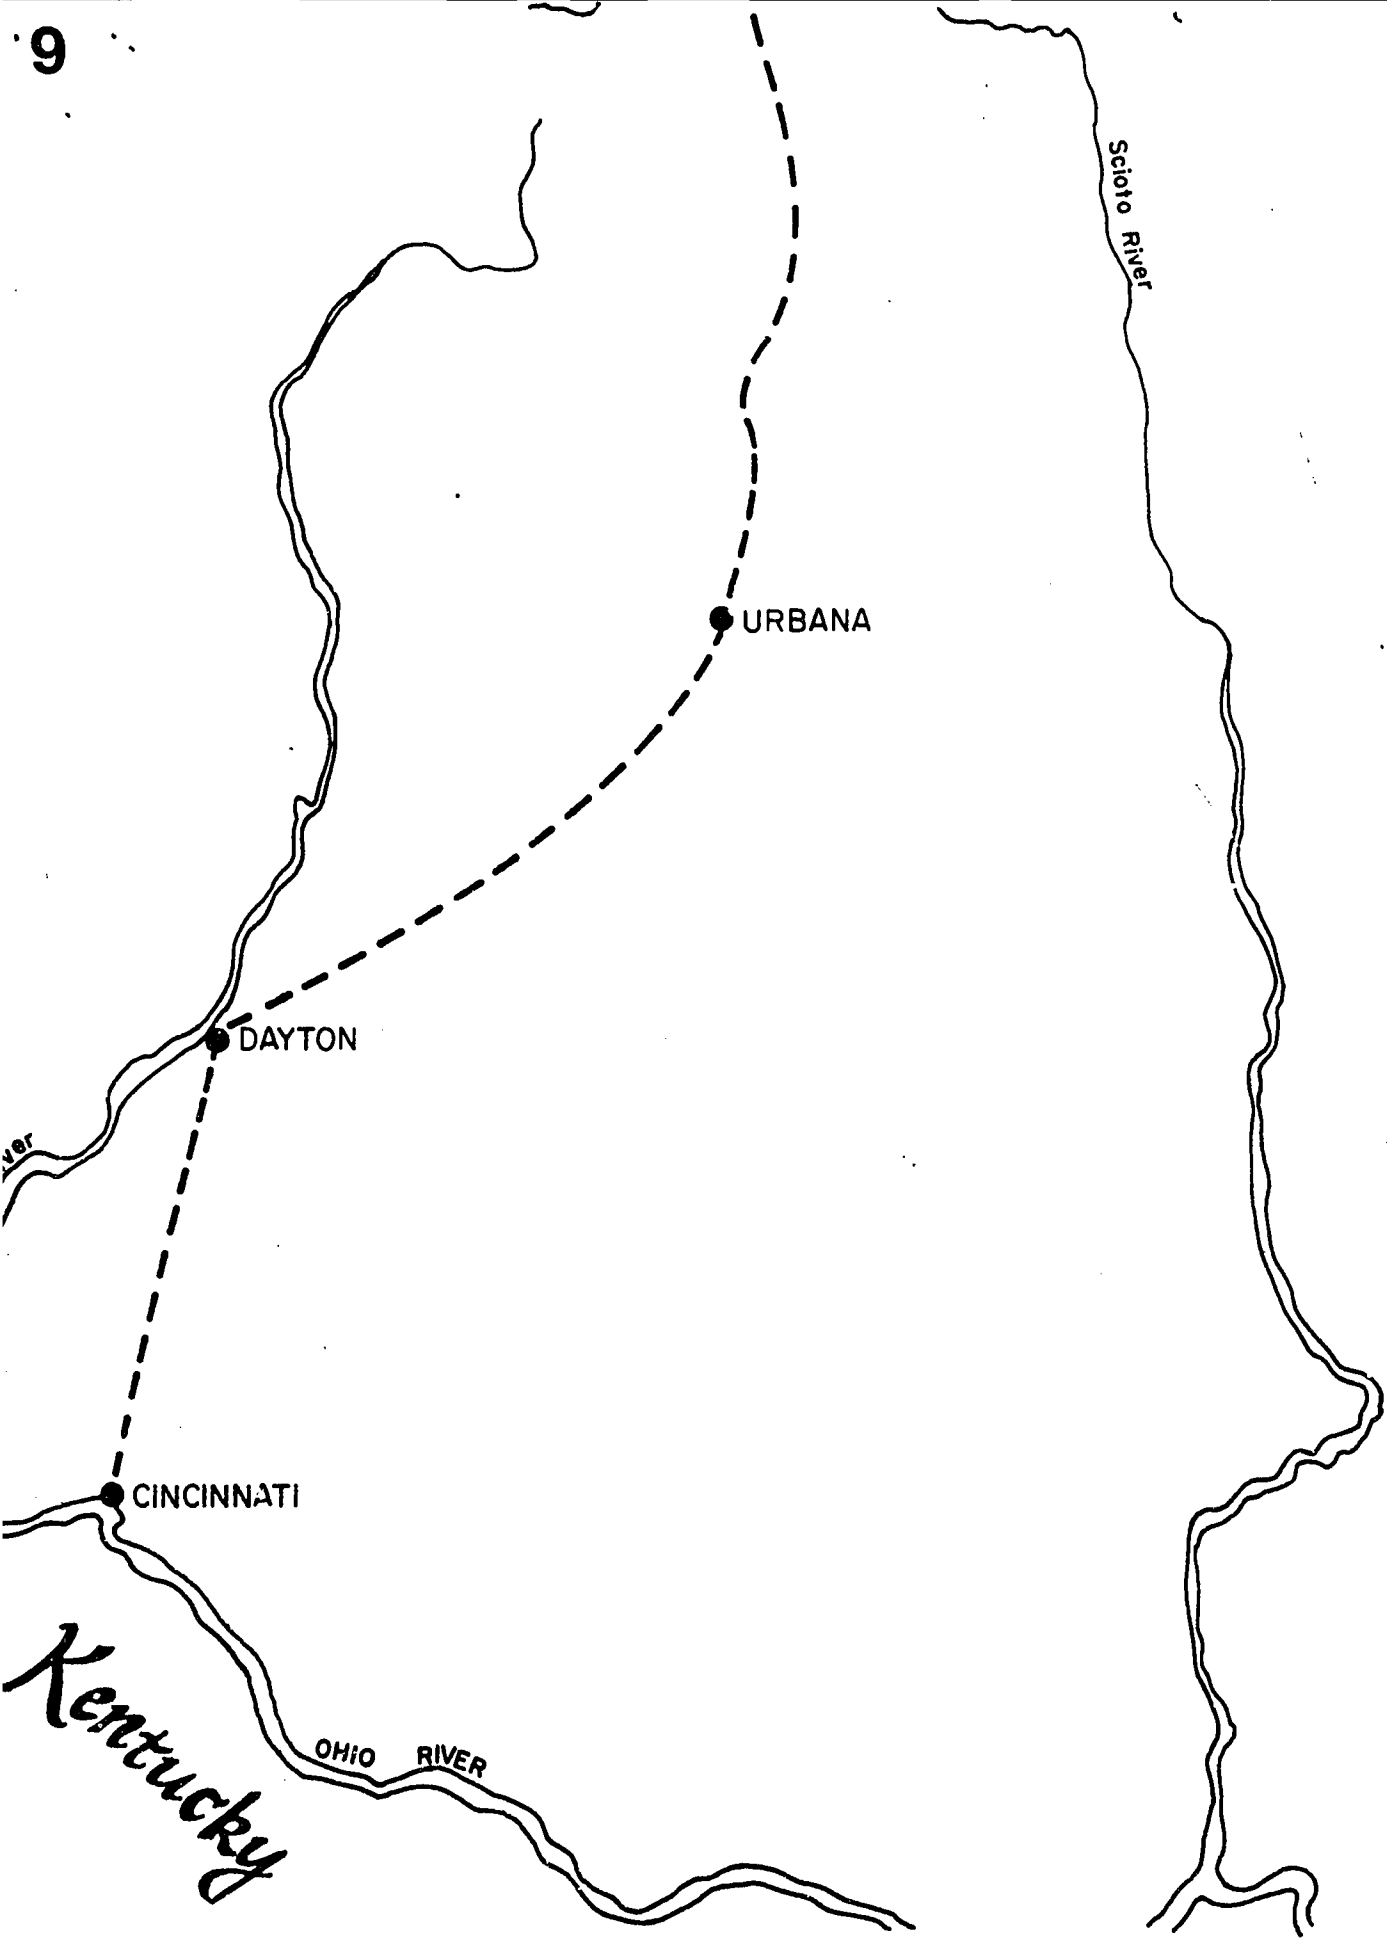 9
Scioto River
URBANA
DAYTON
CINCINNATI
Kentucky
OHIO RIVER